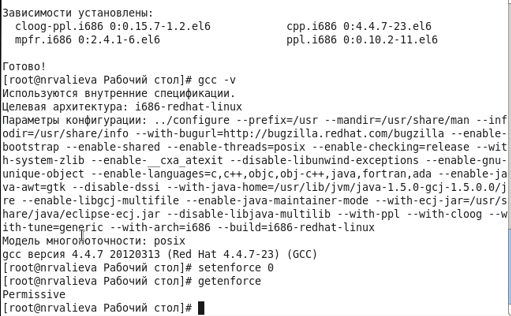 Зависимости установлены:
  cloog-ppl.i686 0:0.15.7-1.2.el6          cpp.i686 0:4.4.7-23.el6
  mpfr.i686 0:2.4.1-6.el6                  ppl.i686 0:0.10.2-11.el6
Готово!
[root@nrvalieva Рабочий стол]# gcc -v
Используются внутренние спецификации.
Целевая архитектура: i686-redhat-linux
Параметры конфигурации: ../configure --prefix=/usr --mandir=/usr/share/man --inf
odir=/usr/share/info --with-bugurl=http://bugzilla.redhat.com/bugzilla --enable-
bootstrap --enable-shared --enable-threads=posix --enable-checking=release --wit
h-system-zlib --enable-__cxa_atexit --disable-libunwind-exceptions --enable-gnu-
unique-object --enable-languages=c,c++,objc,obj-c++,java,fortran,ada --enable-ja
va-awt=gtk --disable-dssi --with-java-home=/usr/lib/jvm/java-1.5.0-gcj-1.5.0.0/j
re --enable-libgcj-multifile --enable-java-maintainer-mode --with-ecj-jar=/usr/s
hare/java/eclipse-ecj.jar --disable-libjava-multilib --with-ppl --with-cloog --w
ith-tune=generic --with-arch=i686 --build=i686-redhat-linux
Модель многопоточности: posix
gcc версия 4.4.7 20120313 (Red Hat 4.4.7-23) (GCC)
[root@nrvalieva Рабочий стол]# setenforce 0
[root@nrvalieva Рабочий стол]# getenforce
Permissive
[root@nrvalieva Рабочий стол]#